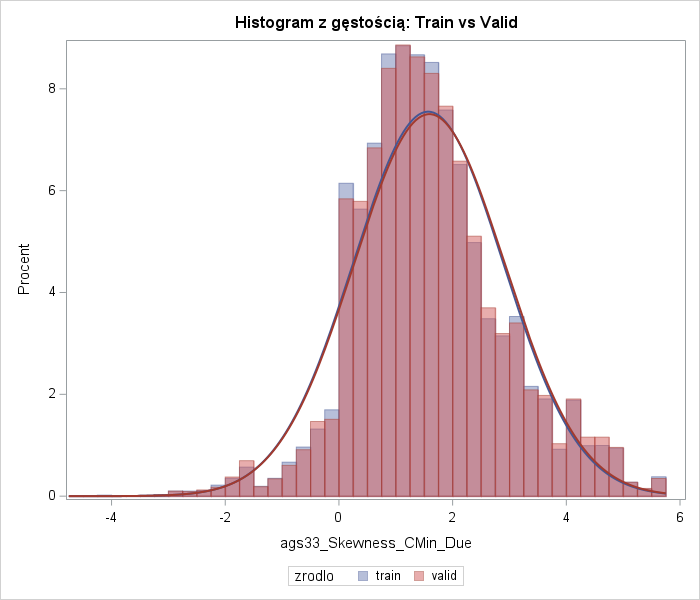 Histogram z gęstością: Train vs Valid
8
6
4
2
0
Procent
-4 -2 0 2 4 6
ags33_Skewness_CMin_Due
zrodlo train valid